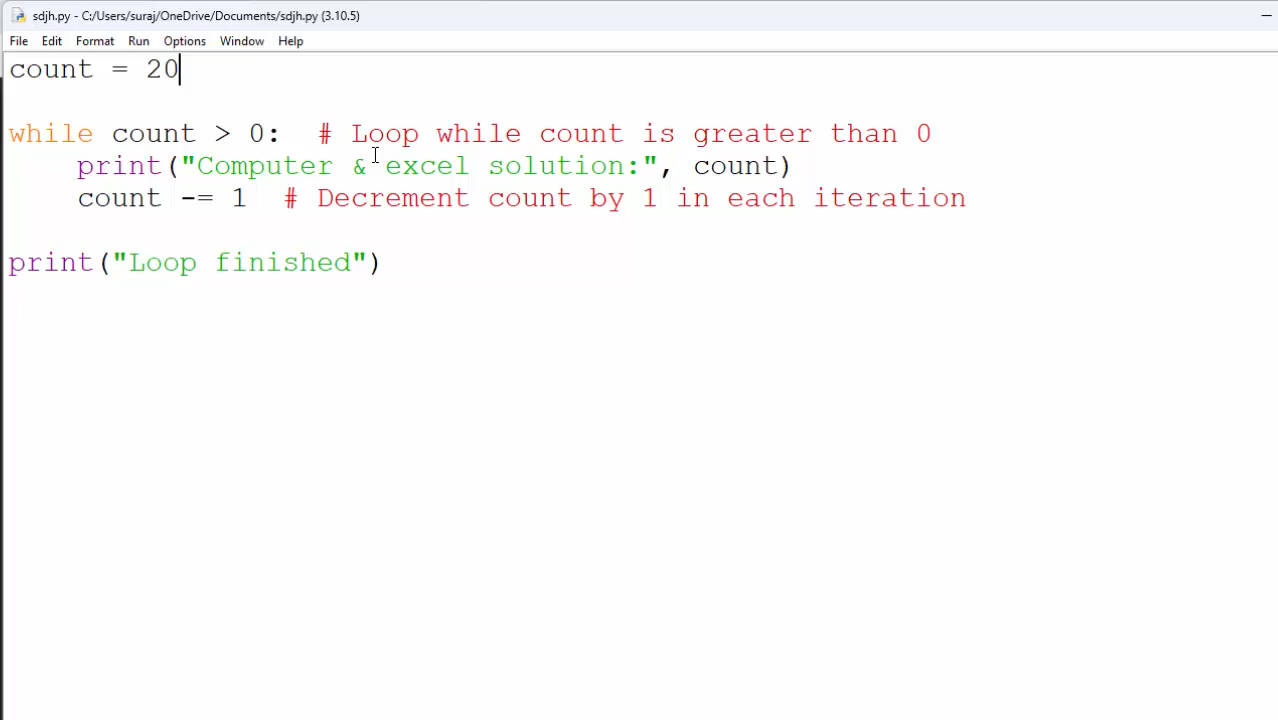 sdjh.py - C:/Users/suraj/OneDrive/Documents/sdjh.py (3.10.5)
File Edit Format Run Options Window Help
count = 20
while count > 0:  # Loop while count is greater than 0
    print("Computer & excel solution:", count)
    count -= 1  # Decrement count by 1 in each iteration
print("Loop finished")